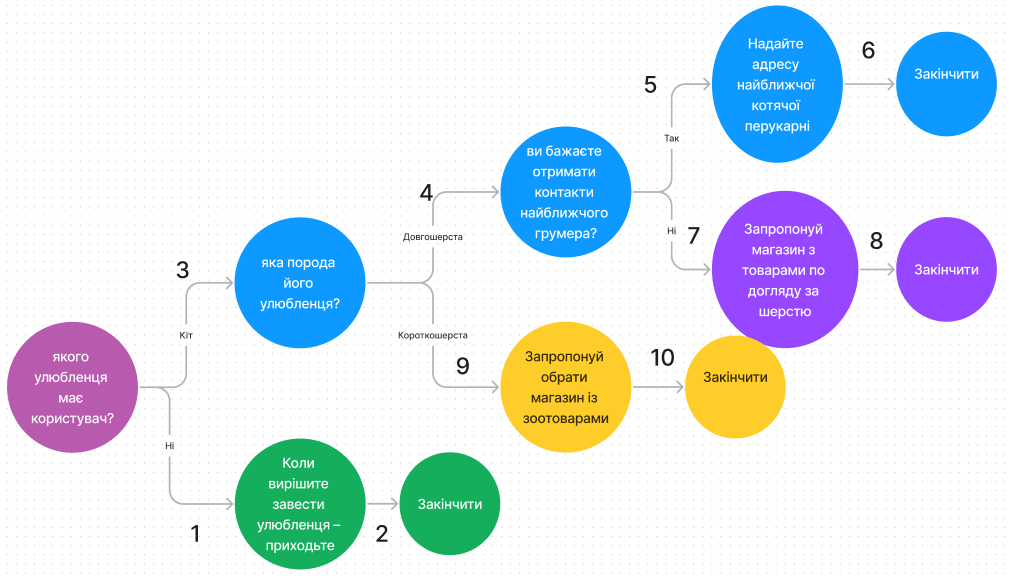 якого
улюбленця
має
користувач?
3
Кіт
яка порода
його
улюбленця?
4
Довгошерста
ви бажаєте
отримати
контакти
найближчого
грумера?
5
Так
Надайте
адресу
найближчої
котячої
перукарні
6
Закінчити
Ні
7
Запропонуй
магазин з
товарами по
догляду за
шерстю
8
Закінчити
Короткошерста
9
Запропонуй
обрати
магазин із
зоотоварами
10
Закінчити
Ні
1
Коли
вирішите
завести
улюбленця –
приходьте
2
Закінчити